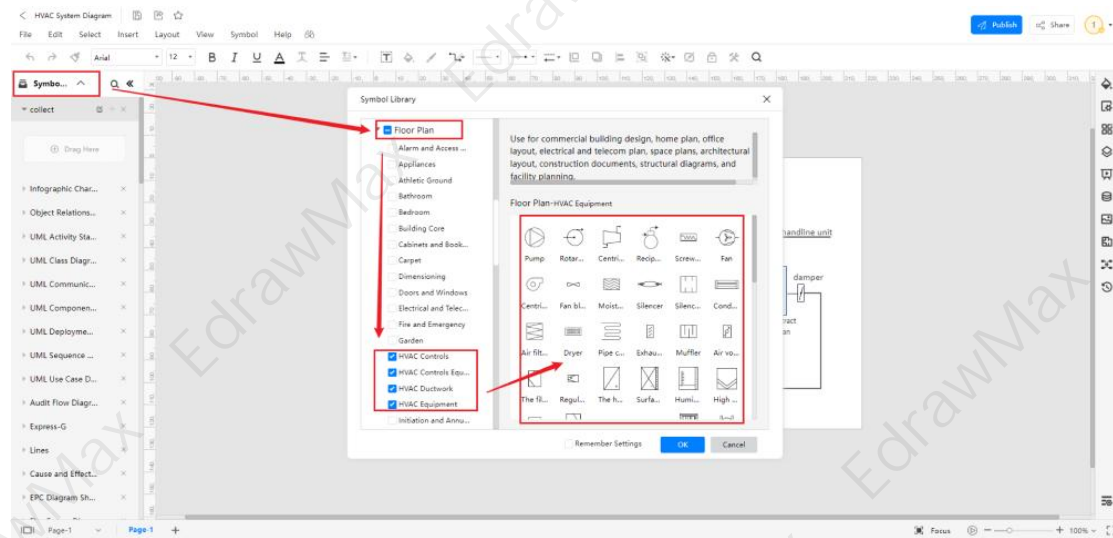 HVAC System Diagram
Publish
Share
File Edit Select Insert Layout View Symbol Help
Arial 12 B I U A T
Symbo...
collect
Drag Here
Infographic Char...
Object Relations...
UML Activity Sta...
UML Class Diagr...
UML Communic...
UML Componen...
UML Deployme...
UML Sequence ...
UML Use Case D...
Audit Flow Diagr...
Express-G
Lines
Cause and Effect...
EPC Diagram Sh...
Symbol Library
Floor Plan
Alarm and Access ...
Appliances
Athletic Ground
Bathroom
Bedroom
Building Core
Cabinets and Book...
Carpet
Dimensioning
Doors and Windows
Electrical and Telec...
Fire and Emergency
Garden
HVAC Controls
HVAC Controls Equ...
HVAC Ductwork
HVAC Equipment
Initiation and Annu...
Use for commercial building design, home plan, office
layout, electrical and telecom plan, space plans, architectural
layout, construction documents, structural diagrams, and
facility planning.
Floor Plan-HVAC Equipment
Pump Rotar... Centri... Recip... Screw... Fan
Centri... Fan bl... Moist... Silencer Silenc... Cond...
Air filt... Dryer Pipe c... Exhau... Muffler Air vo...
The fil... Regul... The h... Surfa... Humi... High ...
Remember Settings OK Cancel
handline unit
damper
Page-1 Page-1 +
Focus 100%
EdrawMax
EdrawMax
EdrawMax